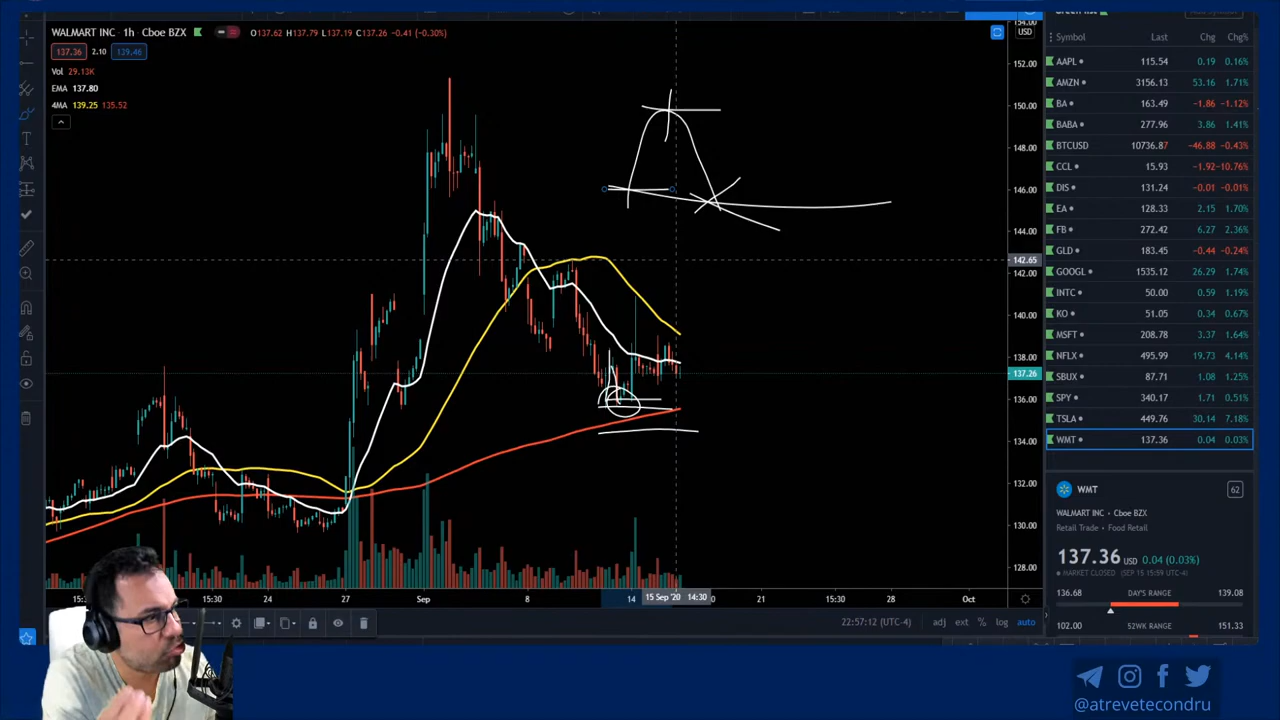 154.00
WALMART INC · 1h · Cboe BZX O137.62 H137.79 L137.19 C137.26 −0.41 (−0.30%)
USD
137.36 2.10 139.46
Vol 29.13K
EMA 137.80
4MA 139.25 135.52
152.00
150.00
148.00
146.00
144.00
142.65
142.00
140.00
138.00
137.26
136.00
134.00
132.00
130.00
128.00
15:30 24 27 Sep 8 14 15 Sep '20 14:30 21 15:30 28 Oct
22:57:12 (UTC-4) adj ext % log auto
Symbol Last Chg Chg%
AAPL 115.54 0.19 0.16%
AMZN 3156.13 53.16 1.71%
BA 163.49 −1.86 −1.12%
BABA 277.96 3.86 1.41%
BTCUSD 10736.87 −46.88 −0.43%
CCL 15.93 −1.92 −10.76%
DIS 131.24 −0.01 −0.01%
EA 128.33 2.15 1.70%
FB 272.42 6.27 2.36%
GLD 183.45 −0.44 −0.24%
GOOGL 1535.12 26.29 1.74%
INTC 50.00 0.59 1.19%
KO 51.05 0.34 0.67%
MSFT 208.78 3.37 1.64%
NFLX 495.99 19.73 4.14%
SBUX 87.71 1.08 1.25%
SPY 340.17 1.71 0.51%
TSLA 449.76 30.14 7.18%
WMT 137.36 0.04 0.03%
WMT 62
WALMART INC · Cboe BZX
Retail Trade · Food Retail
137.36 USD 0.04 (0.03%)
MARKET CLOSED (SEP 15 15:59 UTC-4)
136.68 DAY'S RANGE 139.08
102.00 52WK RANGE 151.33
@atrevetecondru